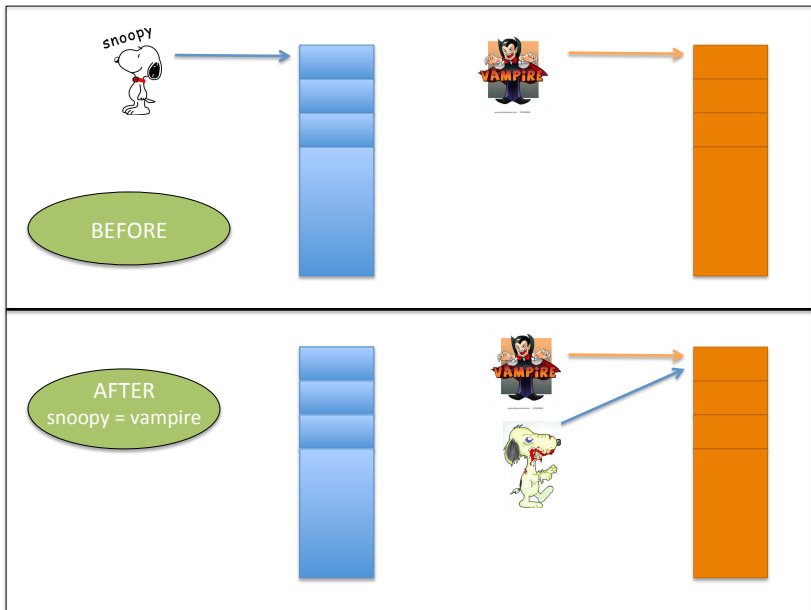 snoopy
VAMPiRE
BEFORE
VAMPiRE
AFTER
snoopy = vampire